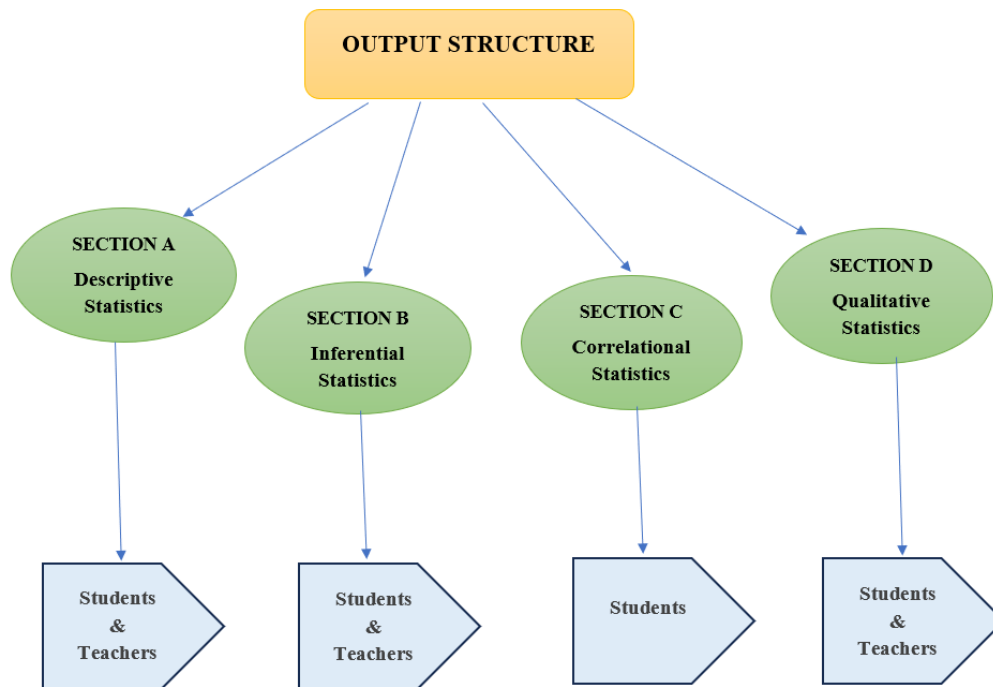 OUTPUT STRUCTURE
SECTION A
Descriptive
Statistics
SECTION B
Inferential
Statistics
SECTION C
Correlational
Statistics
SECTION D
Qualitative
Statistics
Students
&
Teachers
Students
&
Teachers
Students
Students
&
Teachers